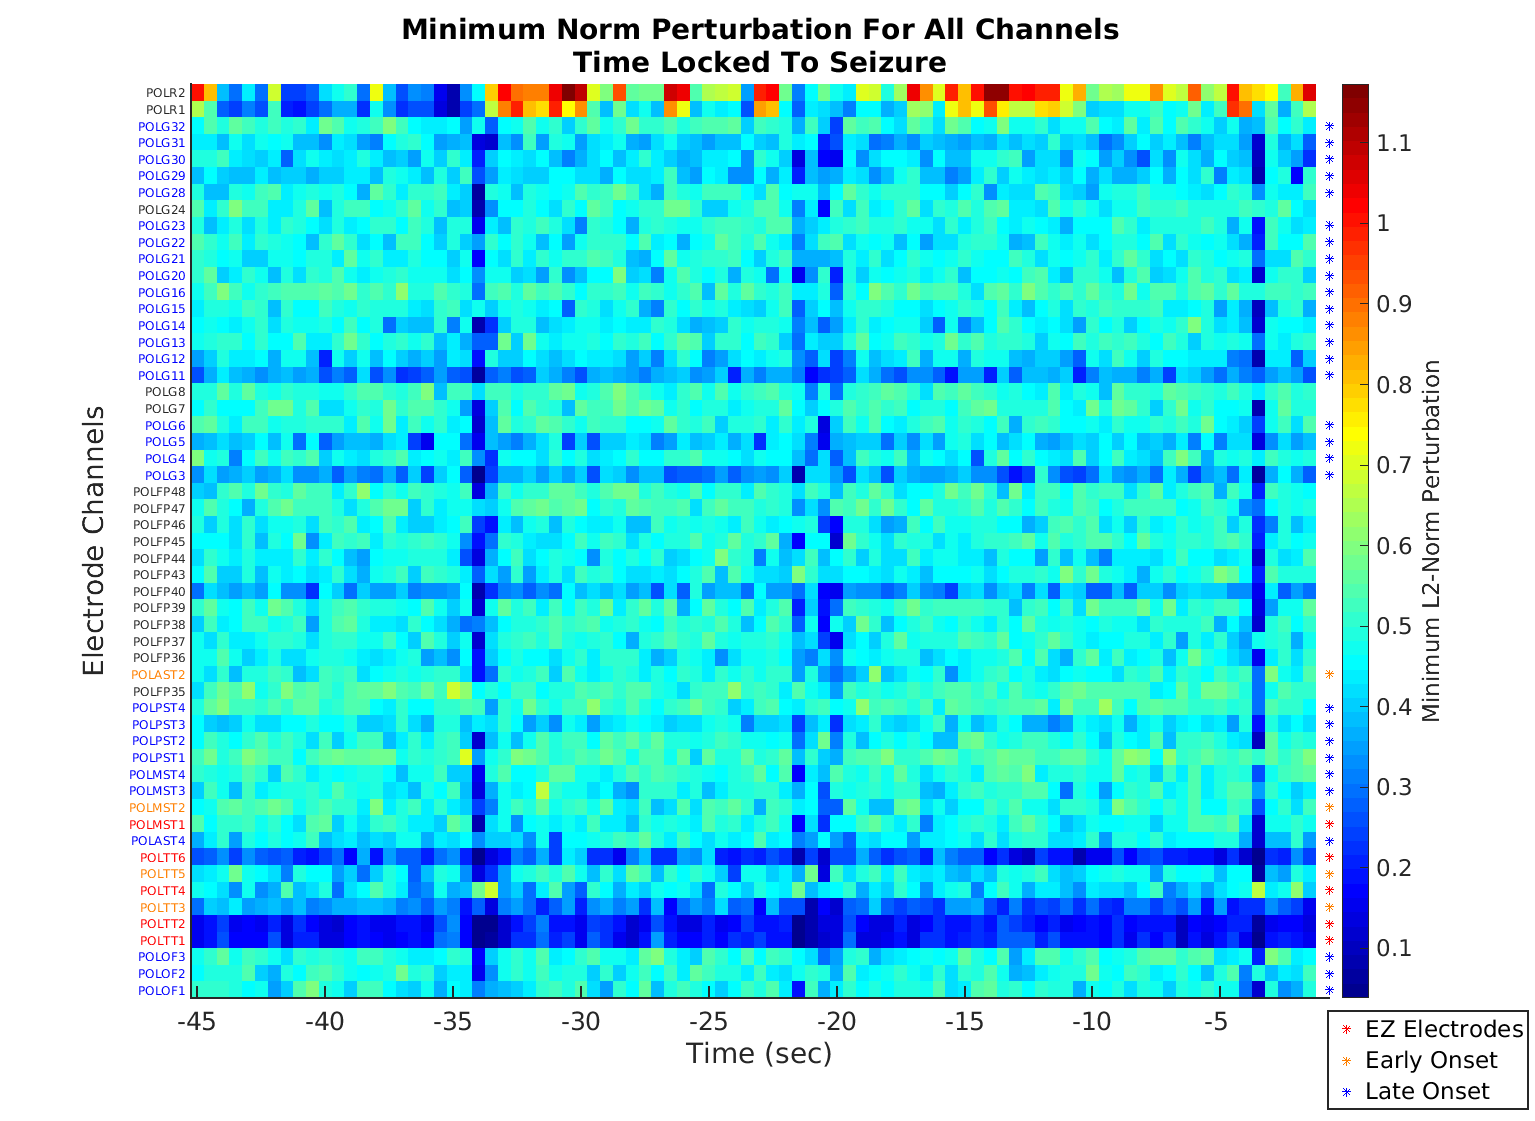 Minimum Norm Perturbation For All Channels
Time Locked To Seizure
Electrode Channels
POLR2
POLR1
POLG32
POLG31
POLG30
POLG29
POLG28
POLG24
POLG23
POLG22
POLG21
POLG20
POLG16
POLG15
POLG14
POLG13
POLG12
POLG11
POLG8
POLG7
POLG6
POLG5
POLG4
POLG3
POLFP48
POLFP47
POLFP46
POLFP45
POLFP44
POLFP43
POLFP40
POLFP39
POLFP38
POLFP37
POLFP36
POLAST2
POLFP35
POLPST4
POLPST3
POLPST2
POLPST1
POLMST4
POLMST3
POLMST2
POLMST1
POLAST4
POLTT6
POLTT5
POLTT4
POLTT3
POLTT2
POLTT1
POLOF3
POLOF2
POLOF1
-45 -40 -35 -30 -25 -20 -15 -10 -5
Time (sec)
1.1
1
0.9
0.8
0.7
0.6
0.5
0.4
0.3
0.2
0.1
Minimum L2-Norm Perturbation
EZ Electrodes
Early Onset
Late Onset